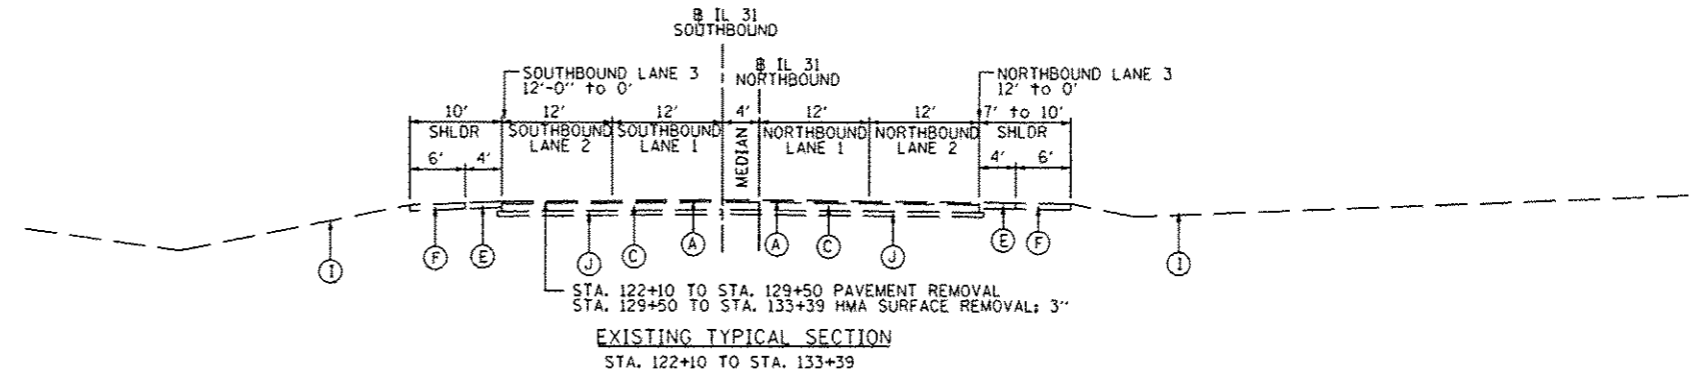 ℄ IL 31
SOUTHBOUND
℄ IL 31
NORTHBOUND
SOUTHBOUND LANE 3
12'-0" to 0'
NORTHBOUND LANE 3
12' to 0'
10' 12' 12' 4' 12' 12' 7' to 10'
SHLDR SOUTHBOUND LANE 2 SOUTHBOUND LANE 1 MEDIAN NORTHBOUND LANE 1 NORTHBOUND LANE 2 SHLDR
6' 4' 4' 6'
I F E J C A A C J E F I
STA. 122+10 TO STA. 129+50 PAVEMENT REMOVAL
STA. 129+50 TO STA. 133+39 HMA SURFACE REMOVAL; 3"
EXISTING TYPICAL SECTION
STA. 122+10 TO STA. 133+39